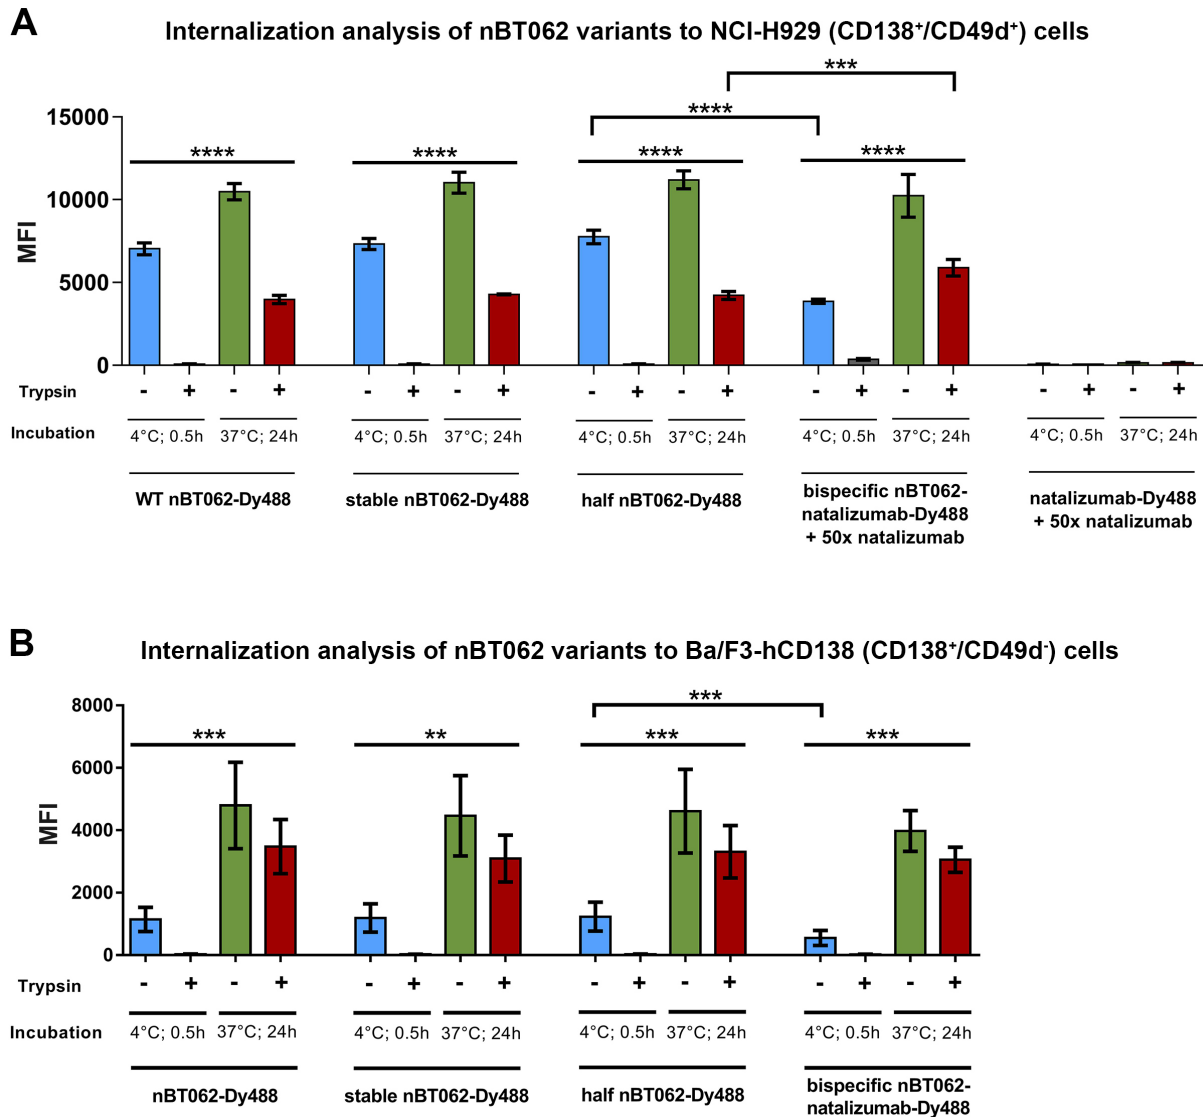 A
Internalization analysis of nBT062 variants to NCI-H929 (CD138⁺/CD49d⁺) cells
***
****
15000
**** **** **** ****
10000
MFI
5000
0
Trypsin - + - + - + - + - + - + - + - + - + - +
Incubation 4°C; 0.5h 37°C; 24h 4°C; 0.5h 37°C; 24h 4°C; 0.5h 37°C; 24h 4°C; 0.5h 37°C; 24h 4°C; 0.5h 37°C; 24h
WT nBT062-Dy488
stable nBT062-Dy488
half nBT062-Dy488
bispecific nBT062-
natalizumab-Dy488
+ 50x natalizumab
natalizumab-Dy488
+ 50x natalizumab
B
Internalization analysis of nBT062 variants to Ba/F3-hCD138 (CD138⁺/CD49d⁻) cells
***
8000
*** ** *** ***
6000
MFI
4000
2000
0
Trypsin - + - + - + - + - + - + - + - +
Incubation 4°C; 0.5h 37°C; 24h 4°C; 0.5h 37°C; 24h 4°C; 0.5h 37°C; 24h 4°C; 0.5h 37°C; 24h
nBT062-Dy488
stable nBT062-Dy488
half nBT062-Dy488
bispecific nBT062-
natalizumab-Dy488